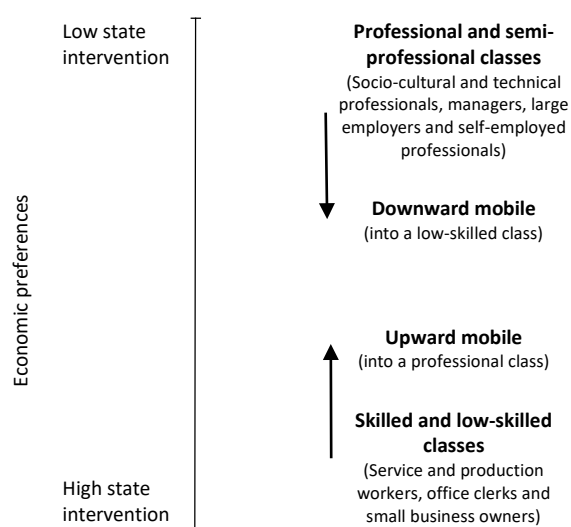 Low state
intervention
Professional and semi-
professional classes
(Socio-cultural and technical
professionals, managers, large
employers and self-employed
professionals)
Economic preferences
Downward mobile
(into a low-skilled class)
Upward mobile
(into a professional class)
Skilled and low-skilled
classes
(Service and production
workers, office clerks and
small business owners)
High state
intervention